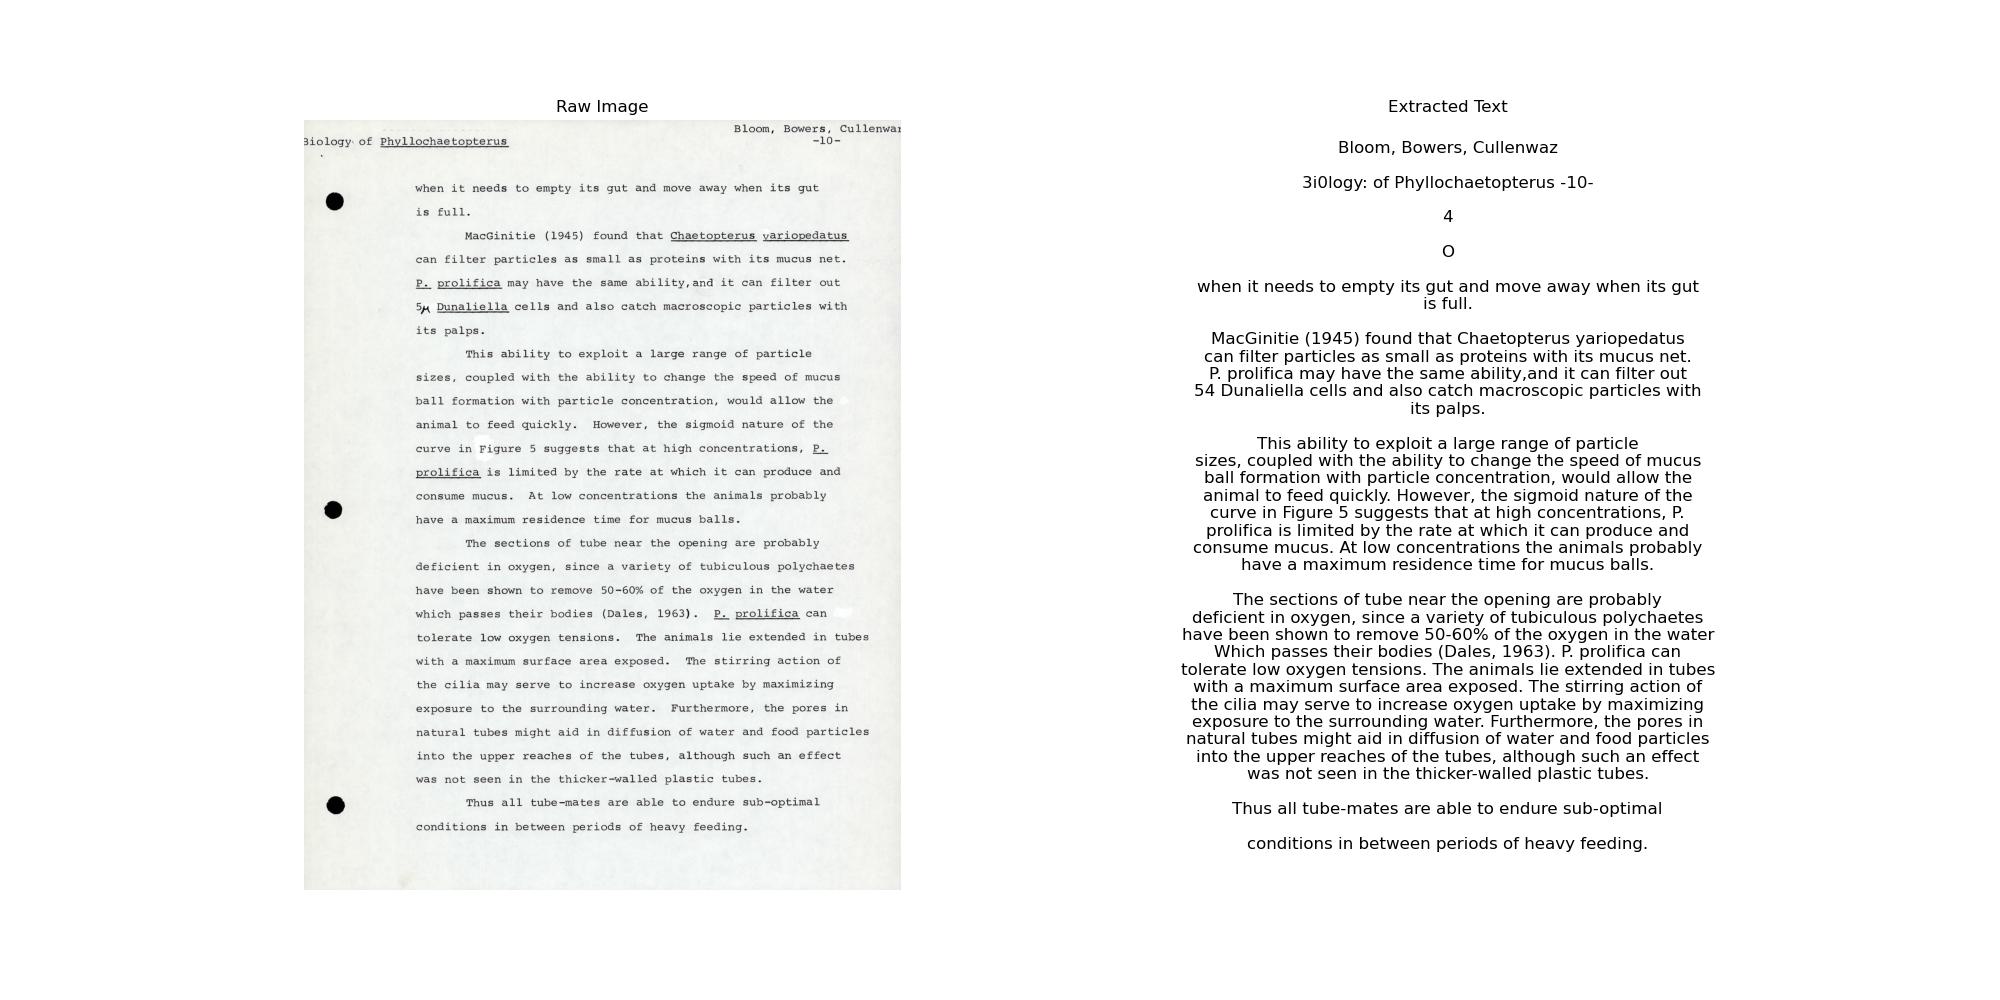 Raw Image
Bloom, Bowers, Cullenwa
Biology of Phyllochaetopterus
-10-
when it needs to empty its gut and move away when its gut
is full.
MacGinitie (1945) found that Chaetopterus variopedatus
can filter particles as small as proteins with its mucus net.
P. prolifica may have the same ability,and it can filter out
5μ Dunaliella cells and also catch macroscopic particles with
its palps.
This ability to exploit a large range of particle
sizes, coupled with the ability to change the speed of mucus
ball formation with particle concentration, would allow the
animal to feed quickly. However, the sigmoid nature of the
curve in Figure 5 suggests that at high concentrations, P.
prolifica is limited by the rate at which it can produce and
consume mucus. At low concentrations the animals probably
have a maximum residence time for mucus balls.
The sections of tube near the opening are probably
deficient in oxygen, since a variety of tubiculous polychaetes
have been shown to remove 50-60% of the oxygen in the water
which passes their bodies (Dales, 1963). P. prolifica can
tolerate low oxygen tensions. The animals lie extended in tubes
with a maximum surface area exposed. The stirring action of
the cilia may serve to increase oxygen uptake by maximizing
exposure to the surrounding water. Furthermore, the pores in
natural tubes might aid in diffusion of water and food particles
into the upper reaches of the tubes, although such an effect
was not seen in the thicker-walled plastic tubes.
Thus all tube-mates are able to endure sub-optimal
conditions in between periods of heavy feeding.
Extracted Text
Bloom, Bowers, Cullenwaz
3i0logy: of Phyllochaetopterus -10-
4
O
when it needs to empty its gut and move away when its gut
is full.
MacGinitie (1945) found that Chaetopterus yariopedatus
can filter particles as small as proteins with its mucus net.
P. prolifica may have the same ability,and it can filter out
54 Dunaliella cells and also catch macroscopic particles with
its palps.
This ability to exploit a large range of particle
sizes, coupled with the ability to change the speed of mucus
ball formation with particle concentration, would allow the
animal to feed quickly. However, the sigmoid nature of the
curve in Figure 5 suggests that at high concentrations, P.
prolifica is limited by the rate at which it can produce and
consume mucus. At low concentrations the animals probably
have a maximum residence time for mucus balls.
The sections of tube near the opening are probably
deficient in oxygen, since a variety of tubiculous polychaetes
have been shown to remove 50-60% of the oxygen in the water
Which passes their bodies (Dales, 1963). P. prolifica can
tolerate low oxygen tensions. The animals lie extended in tubes
with a maximum surface area exposed. The stirring action of
the cilia may serve to increase oxygen uptake by maximizing
exposure to the surrounding water. Furthermore, the pores in
natural tubes might aid in diffusion of water and food particles
into the upper reaches of the tubes, although such an effect
was not seen in the thicker-walled plastic tubes.
Thus all tube-mates are able to endure sub-optimal
conditions in between periods of heavy feeding.